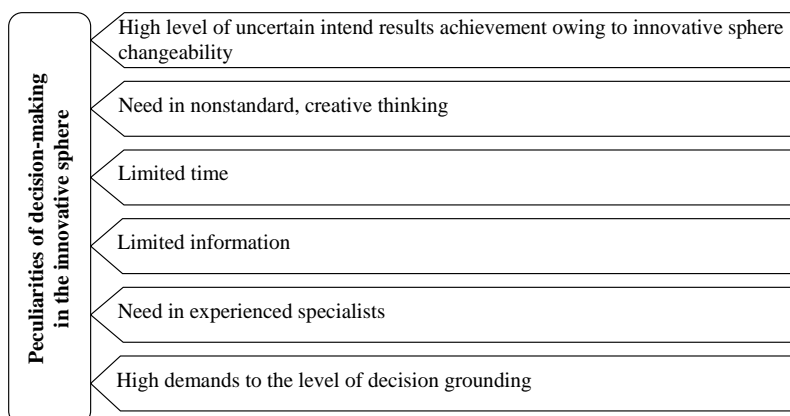 Peculiarities of decision-making
in the innovative sphere
High level of uncertain intend results achievement owing to innovative sphere
changeability
Need in nonstandard, creative thinking
Limited time
Limited information
Need in experienced specialists
High demands to the level of decision grounding